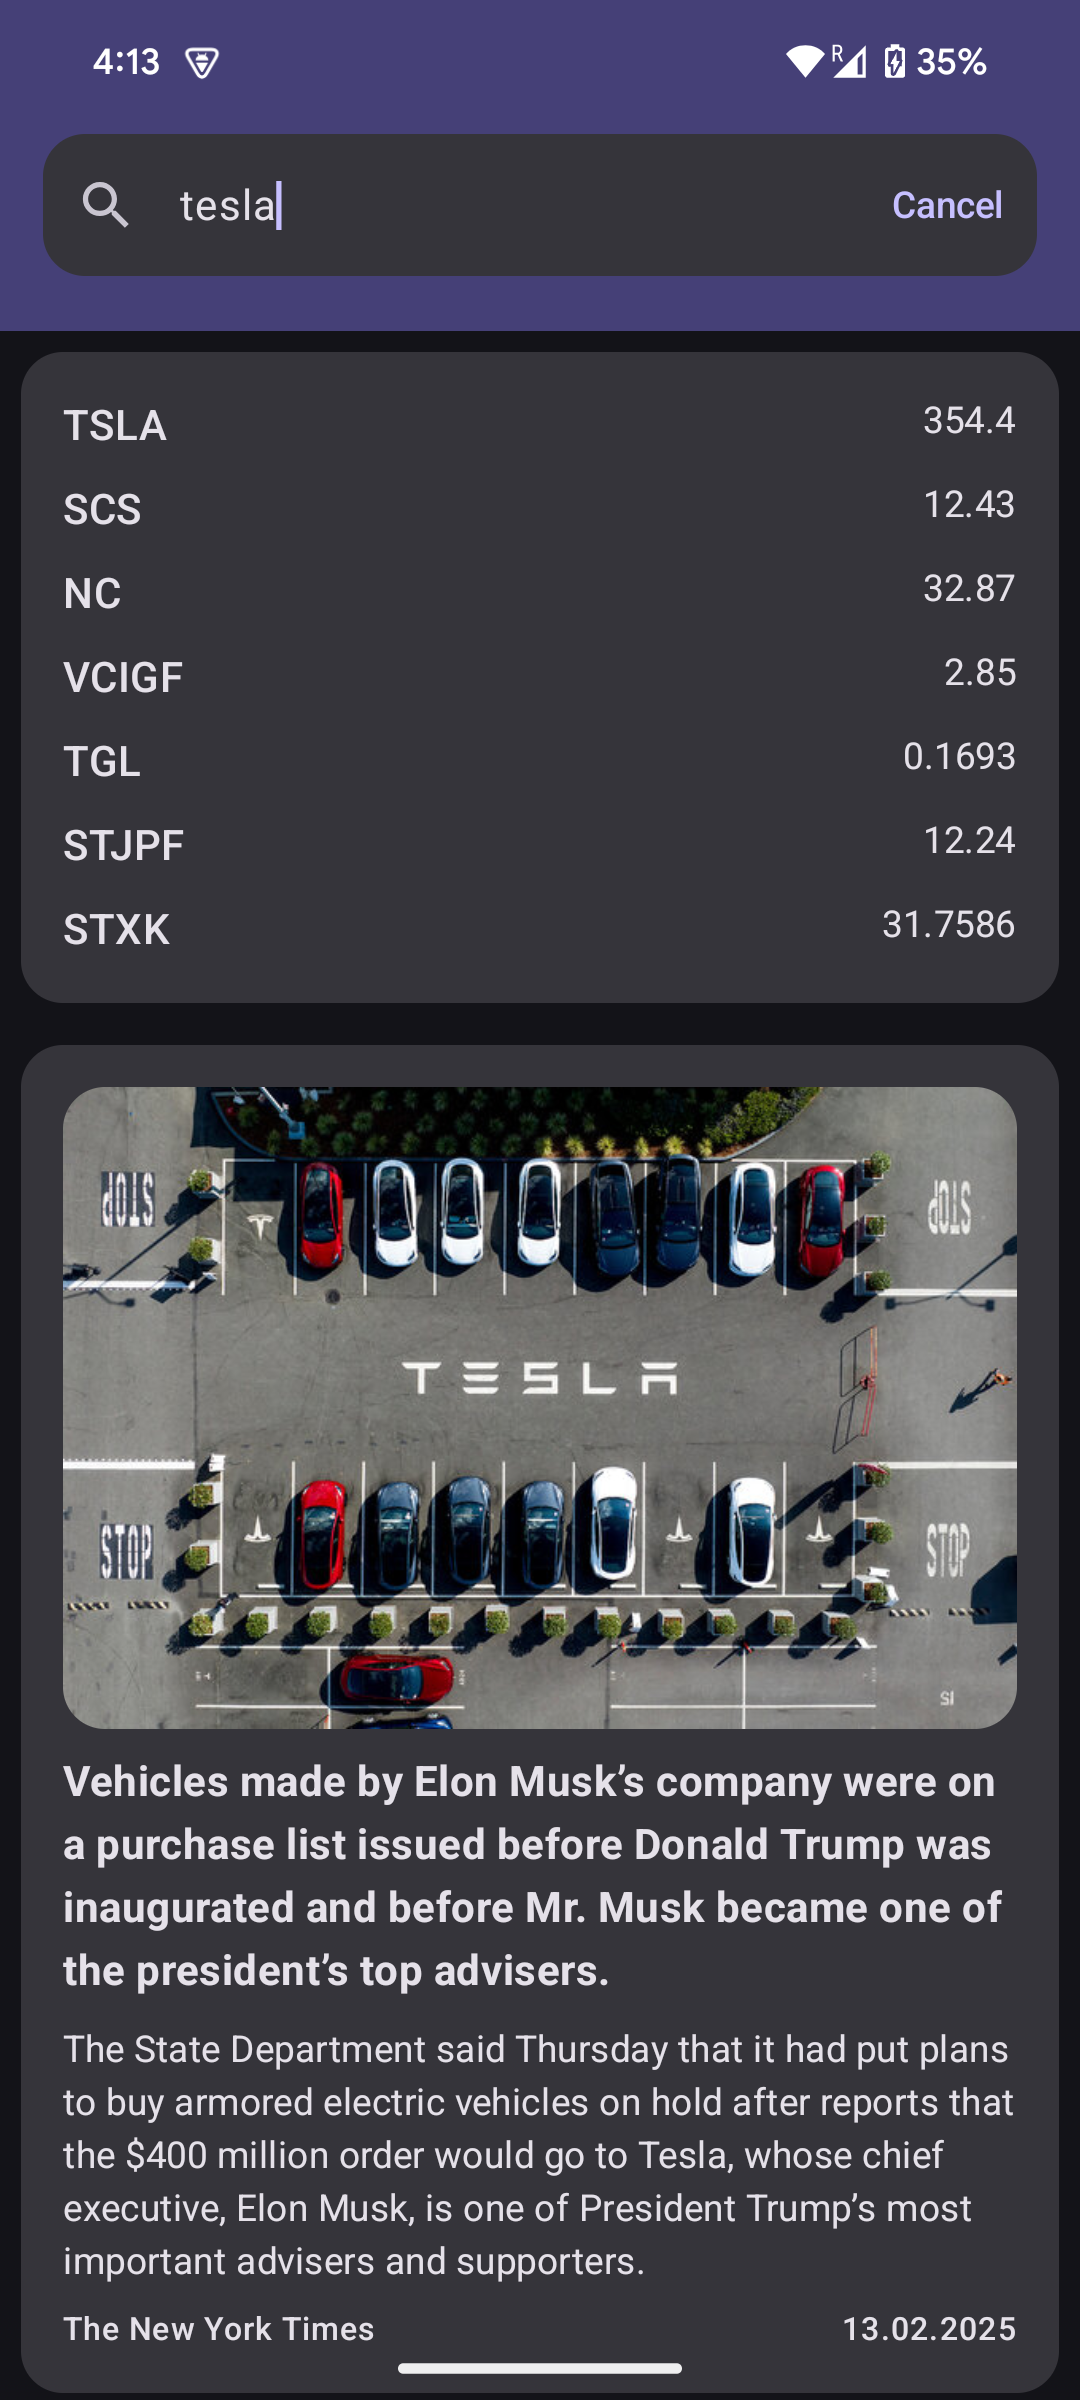 4:13
R
35%
tesla
Cancel
TSLA 354.4
SCS 12.43
NC 32.87
VCIGF 2.85
TGL 0.1693
STJPF 12.24
STXK 31.7586
STOP
STOP
TESLA
STOP
STOP
Vehicles made by Elon Musk’s company were on
a purchase list issued before Donald Trump was
inaugurated and before Mr. Musk became one of
the president’s top advisers.
The State Department said Thursday that it had put plans
to buy armored electric vehicles on hold after reports that
the $400 million order would go to Tesla, whose chief
executive, Elon Musk, is one of President Trump’s most
important advisers and supporters.
The New York Times 13.02.2025